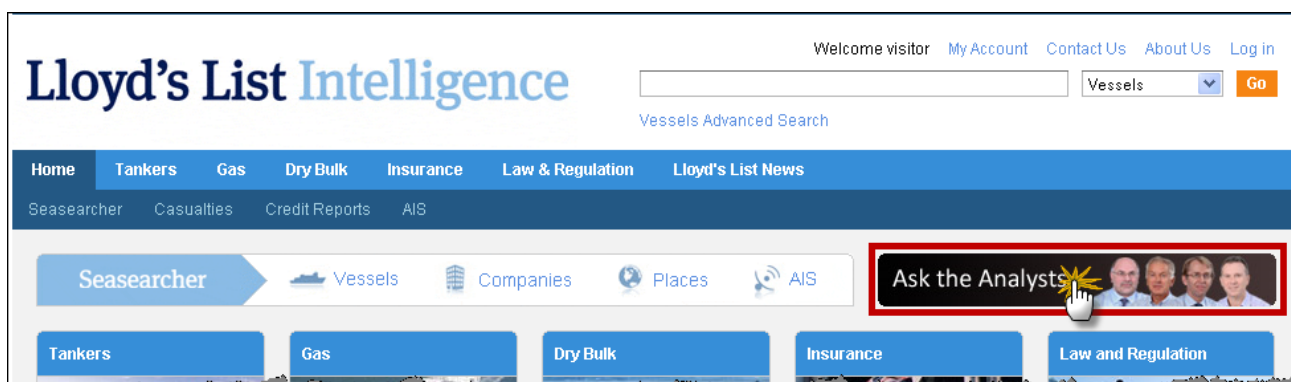 Welcome visitor My Account Contact Us About Us Log in
Lloyd's List Intelligence
Vessels Go
Vessels Advanced Search
Home Tankers Gas Dry Bulk Insurance Law & Regulation Lloyd's List News
Seasearcher Casualties Credit Reports AIS
Seasearcher Vessels Companies Places AIS Ask the Analysts
Tankers Gas Dry Bulk Insurance Law and Regulation